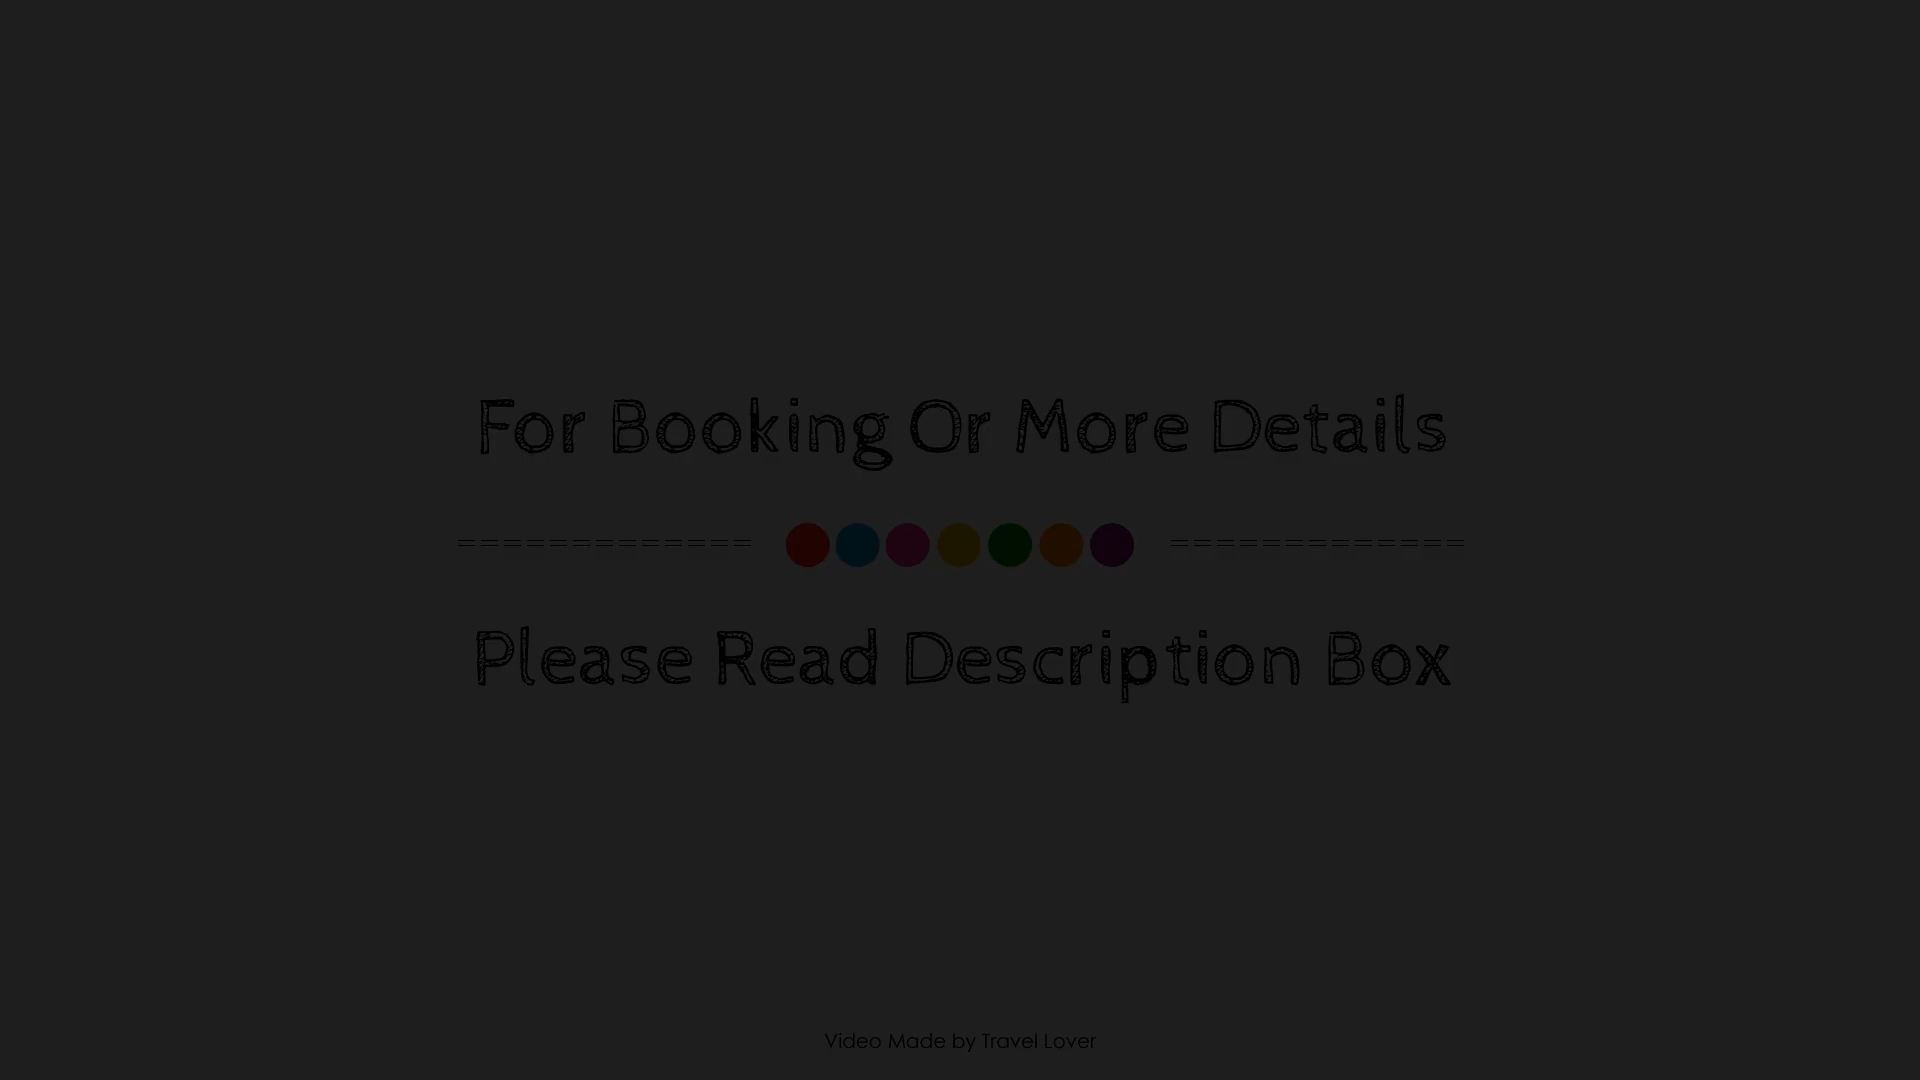 For Booking Or More Details
============= =============
Please Read Description Box
Video Made by Travel Lover